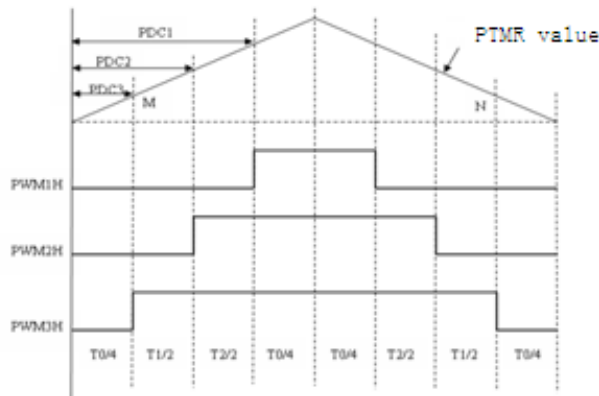 PDC1
PTMR value
PDC2
PDC3
M
N
PWM1H
PWM2H
PWM3H
T0/4 T1/2 T2/2 T0/4 T0/4 T2/2 T1/2 T0/4